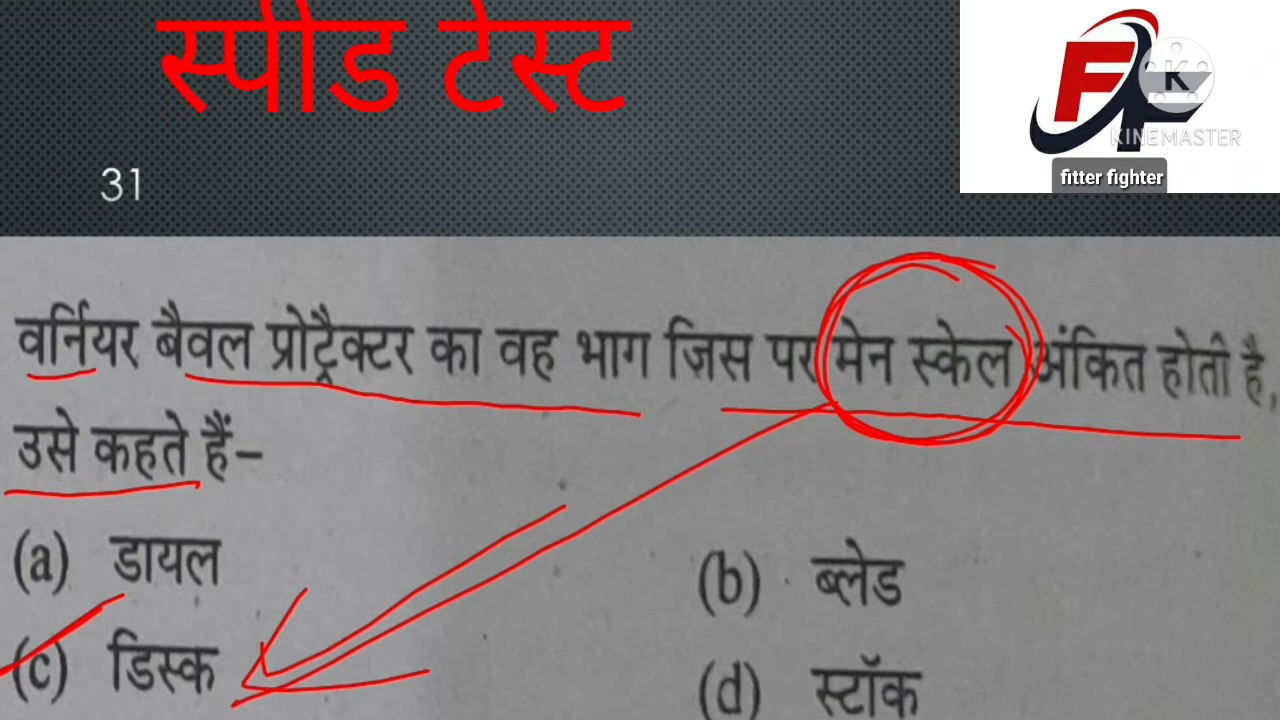 स्पीड टेस्ट
31
K
KINEMASTER
fitter fighter
वर्नियर बैवल प्रोट्रैक्टर का वह भाग जिस पर मेन स्केल अंकित होती है,
उसे कहते हैं–
(a) डायल
(b) ब्लेड
(c) डिस्क
(d) स्टॉक